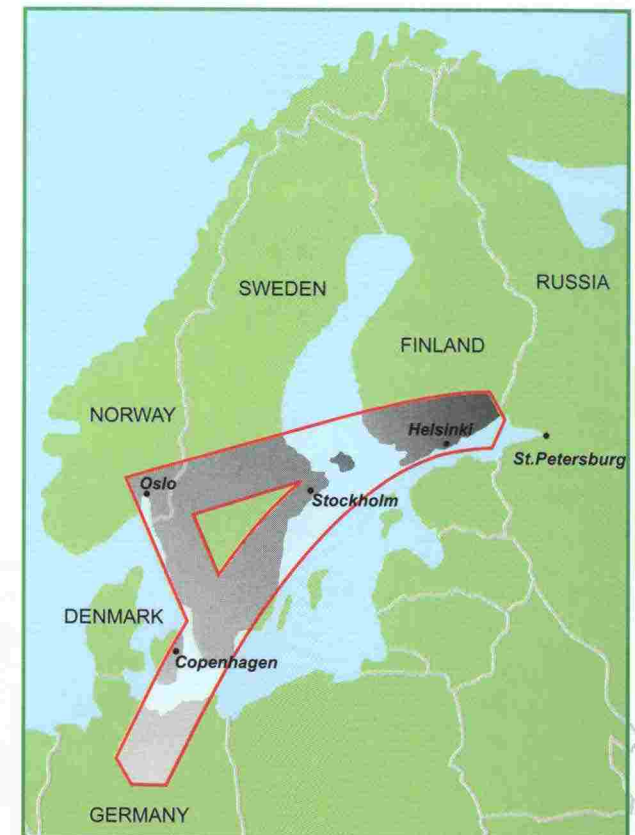 SWEDEN
RUSSIA
FINLAND
NORWAY
Helsinki
St.Petersburg
Oslo
Stockholm
DENMARK
Copenhagen
GERMANY